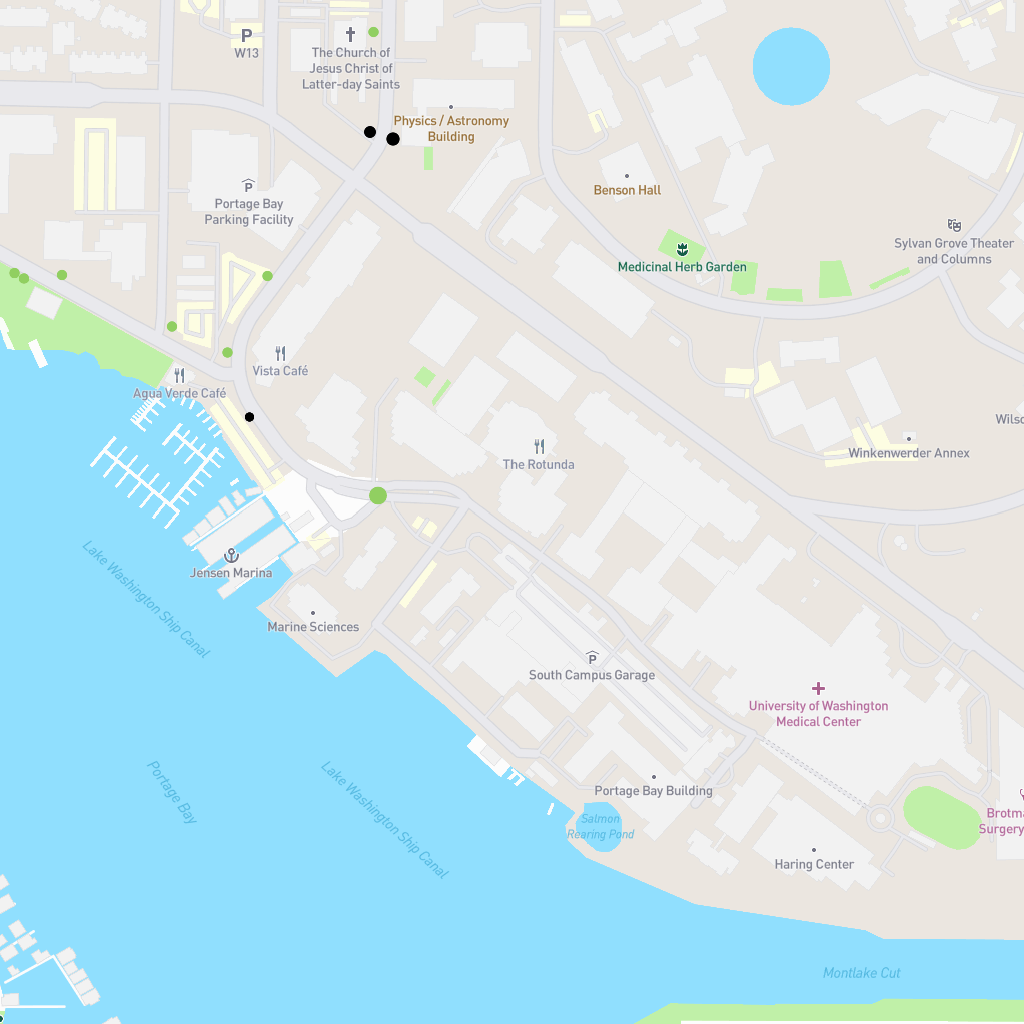 P
W13
The Church of
Jesus Christ of
Latter-day Saints
Physics / Astronomy
Building
Benson Hall
P
Portage Bay
Parking Facility
Sylvan Grove Theater
and Columns
Medicinal Herb Garden
Vista Café
Agua Verde Café
The Rotunda
Winkenwerder Annex
Jensen Marina
Lake Washington Ship Canal
Marine Sciences
P
South Campus Garage
University of Washington
Medical Center
Portage Bay
Lake Washington Ship Canal
Portage Bay Building
Salmon
Rearing Pond
Haring Center
Montlake Cut